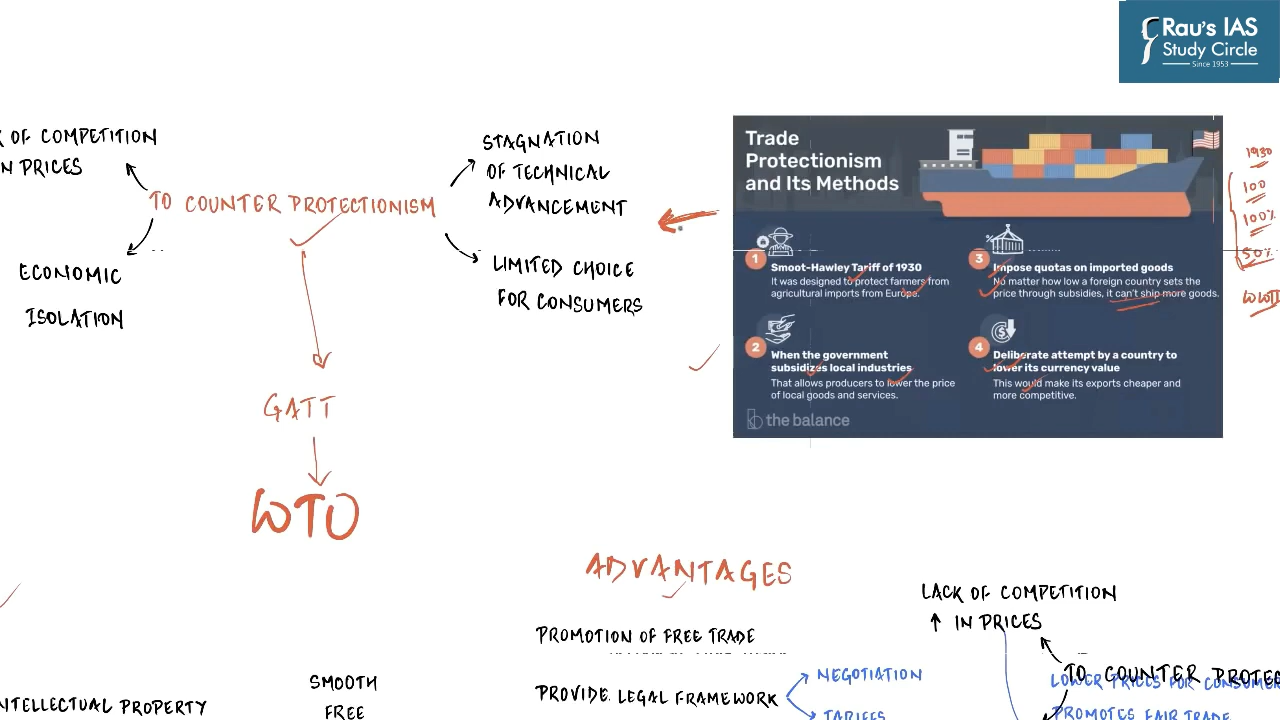 Rau's IAS
Study Circle
Since 1953
K OF COMPETITION
N PRICES
TO COUNTER PROTECTIONISM
ECONOMIC
ISOLATION
STAGNATION
OF TECHNICAL
ADVANCEMENT
LIMITED CHOICE
FOR CONSUMERS
GATT
WTO
Trade
Protectionism
and Its Methods
1
Smoot-Hawley Tariff of 1930
It was designed to protect farmers from
agricultural imports from Europe.
2
When the government
subsidizes local industries
That allows producers to lower the price
of local goods and services.
3
Impose quotas on imported goods
No matter how low a foreign country sets the
price through subsidies, it can't ship more goods.
4
Deliberate attempt by a country to
lower its currency value
This would make its exports cheaper and
more competitive.
the balance
1930
100
100%
50%
ADVANTAGES
PROMOTION OF FREE TRADE
PROVIDE LEGAL FRAMEWORK
NEGOTIATION
TARIFFS
LACK OF COMPETITION
↑ IN PRICES
TO COUNTER PROTEC
LOWER PRICES FOR CONSUMER
PROMOTES FAIR TRADE
NTELLECTUAL PROPERTY
SMOOTH
FREE